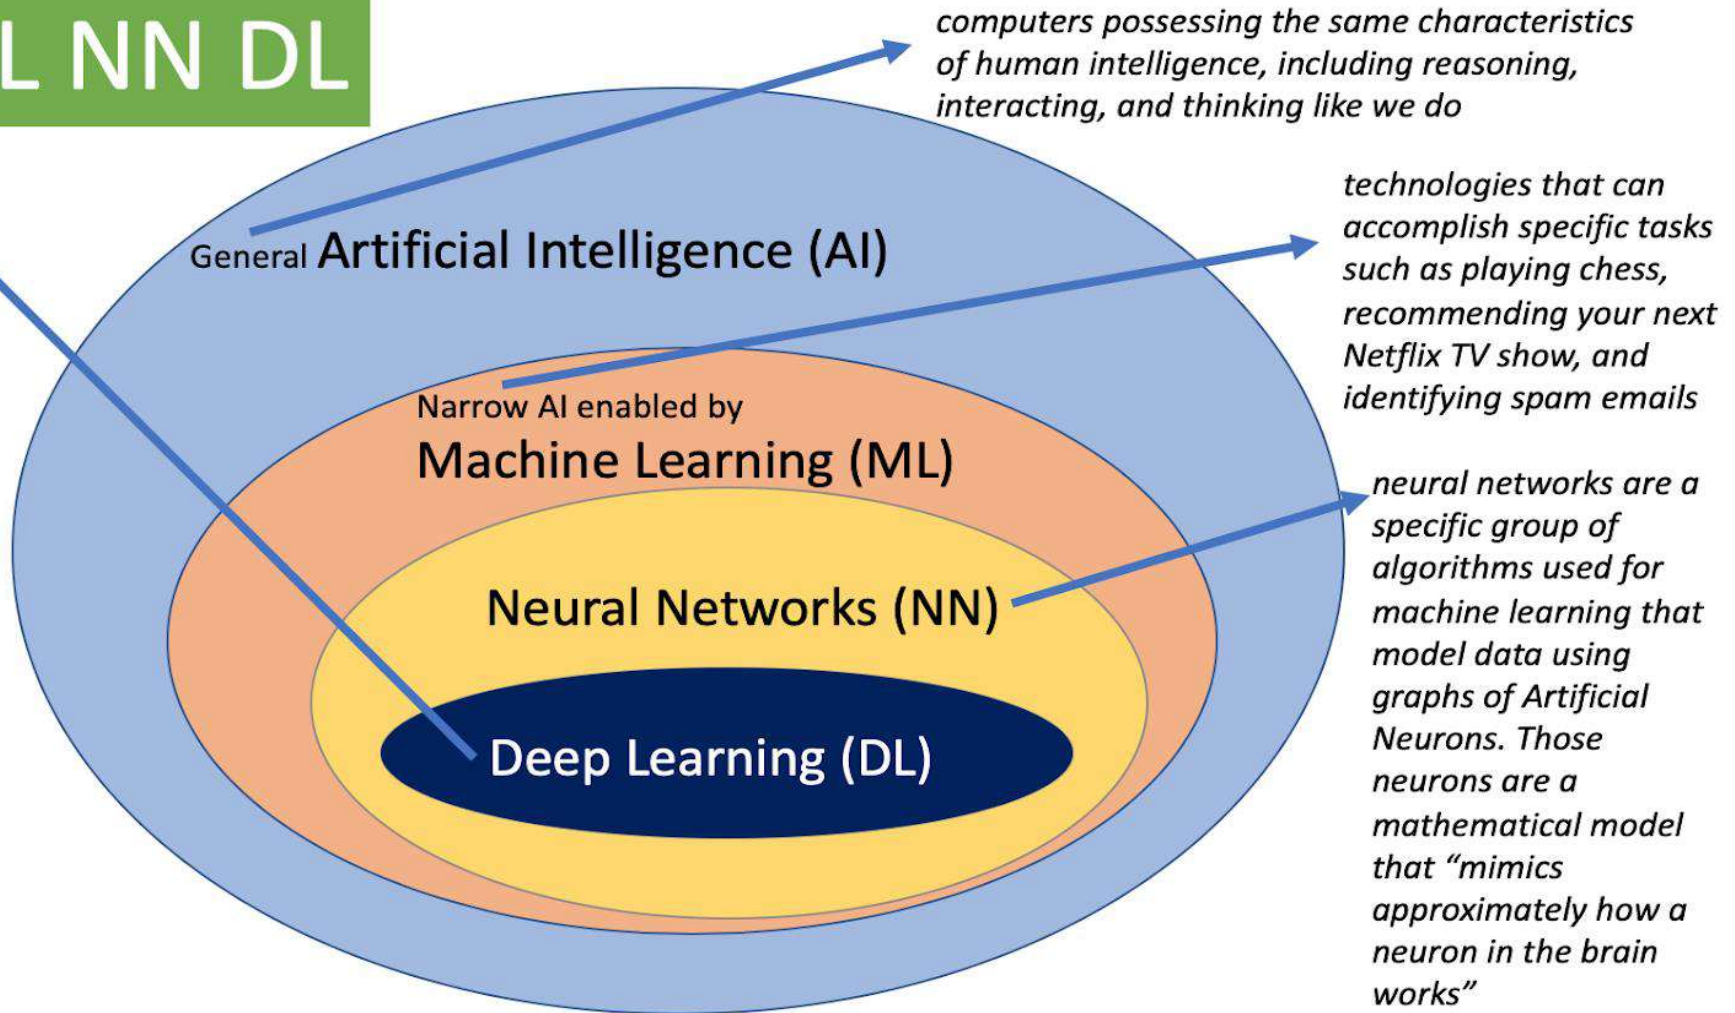 L NN DL
computers possessing the same characteristics
of human intelligence, including reasoning,
interacting, and thinking like we do
General Artificial Intelligence (AI)
technologies that can
accomplish specific tasks
such as playing chess,
recommending your next
Netflix TV show, and
identifying spam emails
Narrow AI enabled by
Machine Learning (ML)
neural networks are a
specific group of
algorithms used for
machine learning that
model data using
graphs of Artificial
Neurons. Those
neurons are a
mathematical model
that “mimics
approximately how a
neuron in the brain
works”
Neural Networks (NN)
Deep Learning (DL)